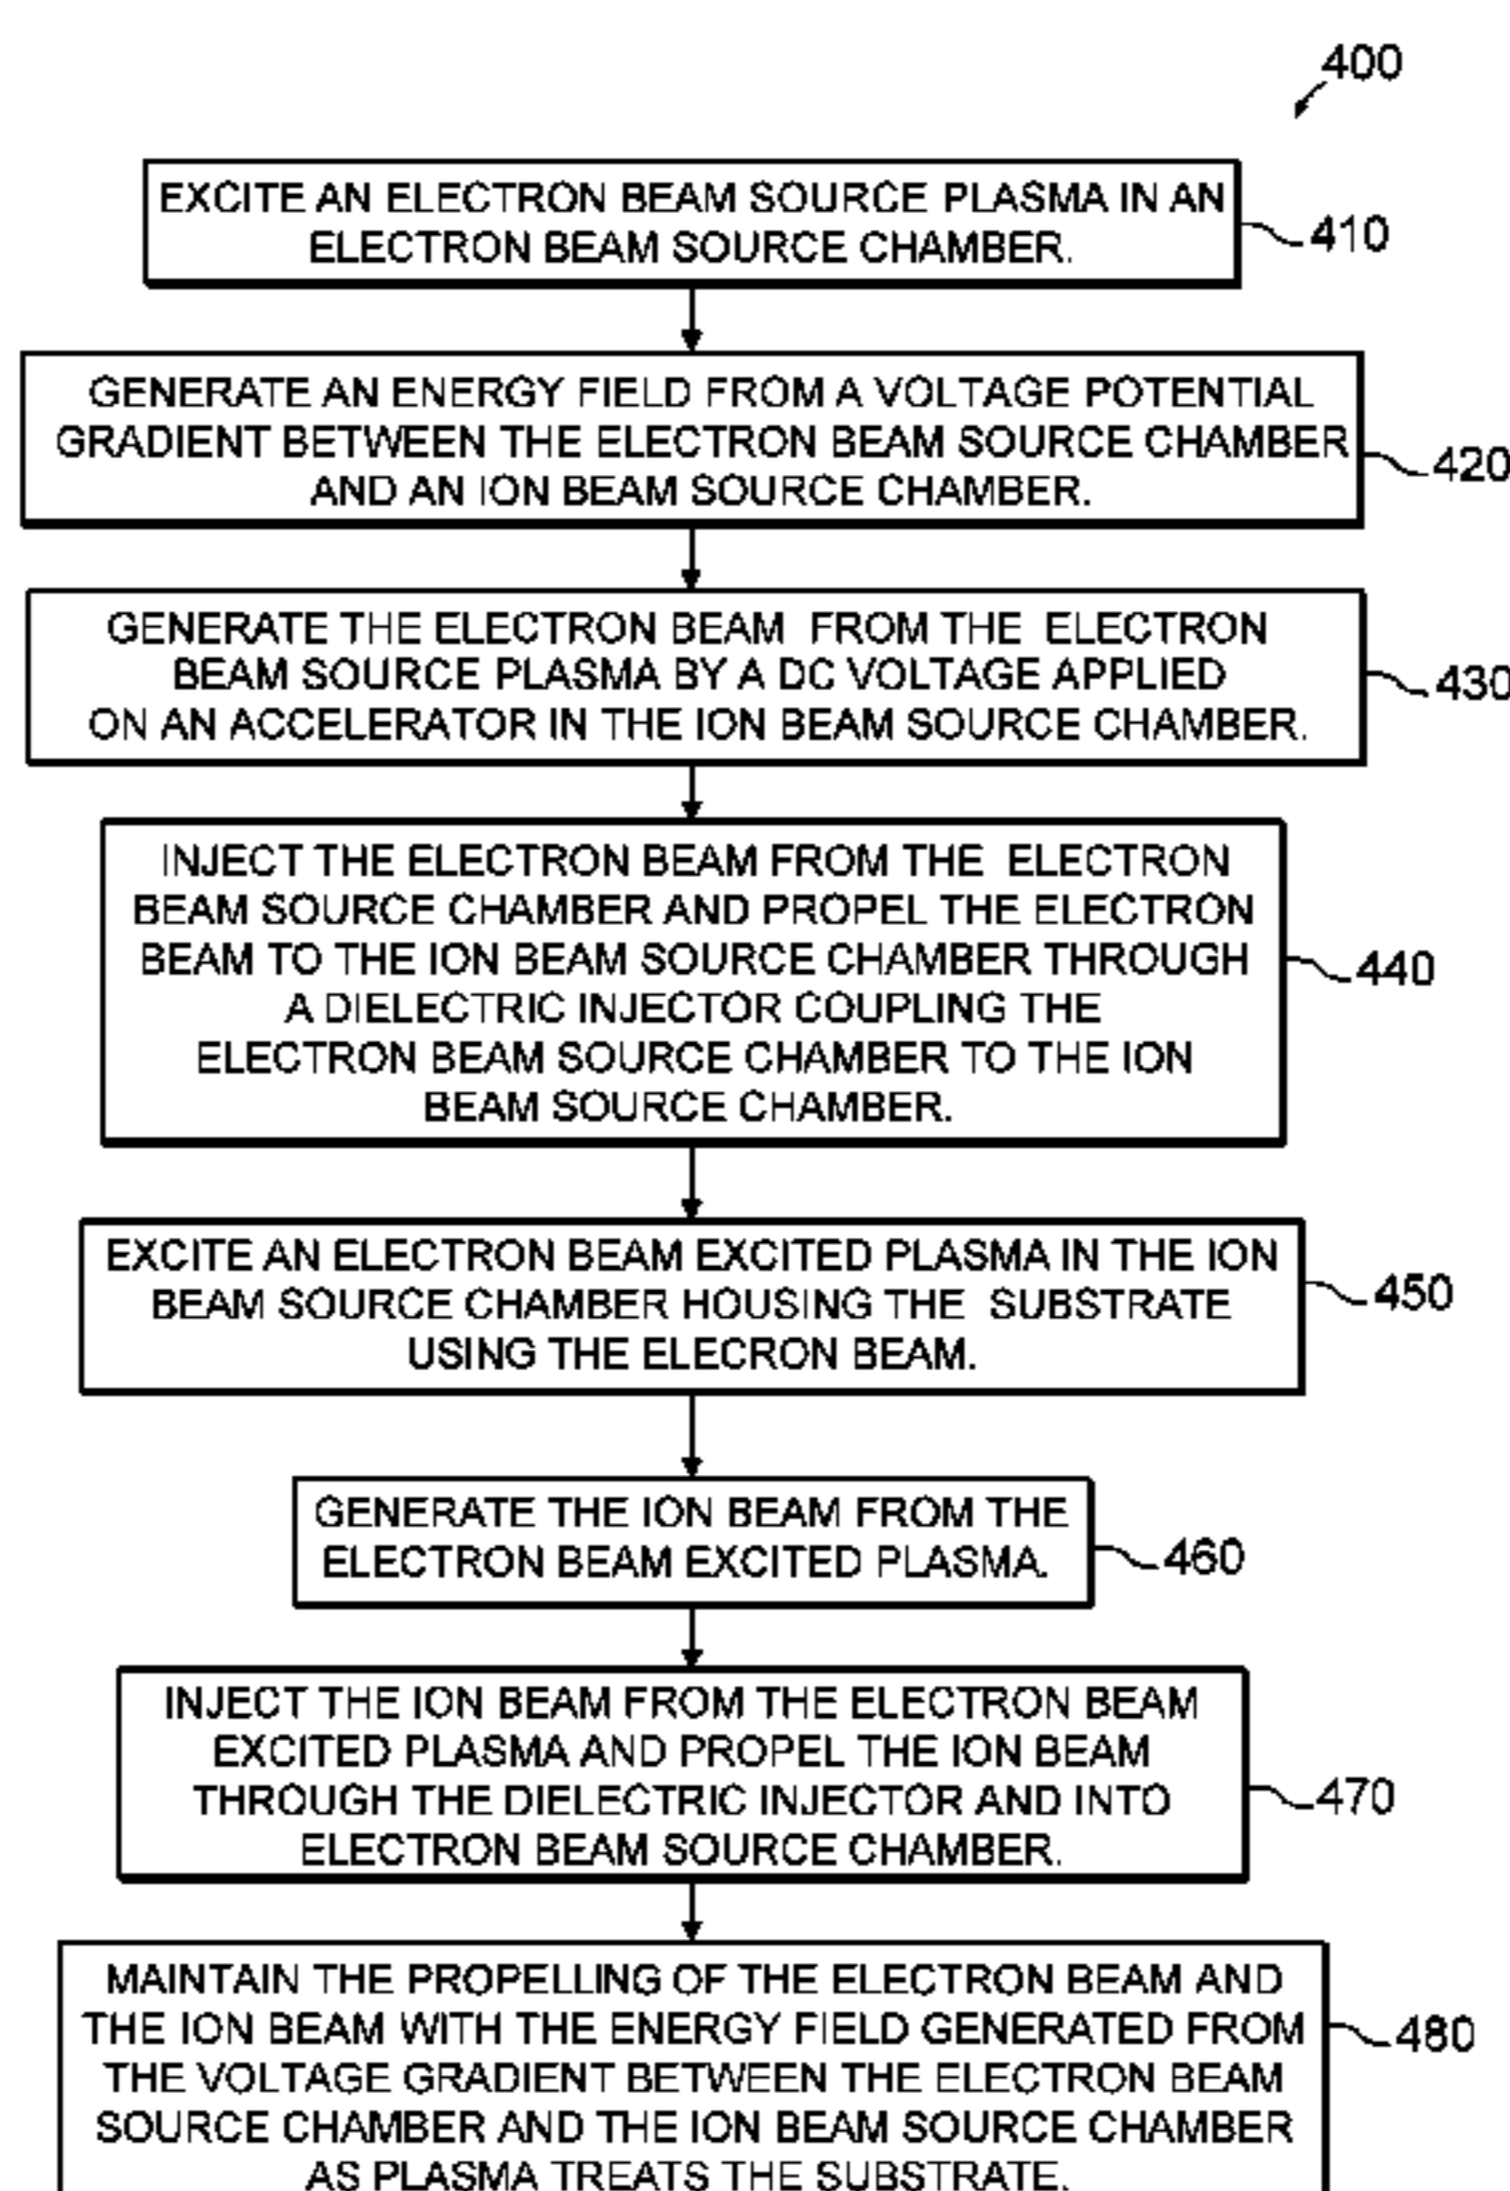 400
EXCITE AN ELECTRON BEAM SOURCE PLASMA IN AN
ELECTRON BEAM SOURCE CHAMBER.
410
GENERATE AN ENERGY FIELD FROM A VOLTAGE POTENTIAL
GRADIENT BETWEEN THE ELECTRON BEAM SOURCE CHAMBER
AND AN ION BEAM SOURCE CHAMBER.
420
GENERATE THE ELECTRON BEAM FROM THE ELECTRON
BEAM SOURCE PLASMA BY A DC VOLTAGE APPLIED
ON AN ACCELERATOR IN THE ION BEAM SOURCE CHAMBER.
430
INJECT THE ELECTRON BEAM FROM THE ELECTRON
BEAM SOURCE CHAMBER AND PROPEL THE ELECTRON
BEAM TO THE ION BEAM SOURCE CHAMBER THROUGH
A DIELECTRIC INJECTOR COUPLING THE
ELECTRON BEAM SOURCE CHAMBER TO THE ION
BEAM SOURCE CHAMBER.
440
EXCITE AN ELECTRON BEAM EXCITED PLASMA IN THE ION
BEAM SOURCE CHAMBER HOUSING THE SUBSTRATE
USING THE ELECRON BEAM.
450
GENERATE THE ION BEAM FROM THE
ELECTRON BEAM EXCITED PLASMA.
460
INJECT THE ION BEAM FROM THE ELECTRON BEAM
EXCITED PLASMA AND PROPEL THE ION BEAM
THROUGH THE DIELECTRIC INJECTOR AND INTO
ELECTRON BEAM SOURCE CHAMBER.
470
MAINTAIN THE PROPELLING OF THE ELECTRON BEAM AND
THE ION BEAM WITH THE ENERGY FIELD GENERATED FROM
THE VOLTAGE GRADIENT BETWEEN THE ELECTRON BEAM
SOURCE CHAMBER AND THE ION BEAM SOURCE CHAMBER
AS PLASMA TREATS THE SUBSTRATE.
480